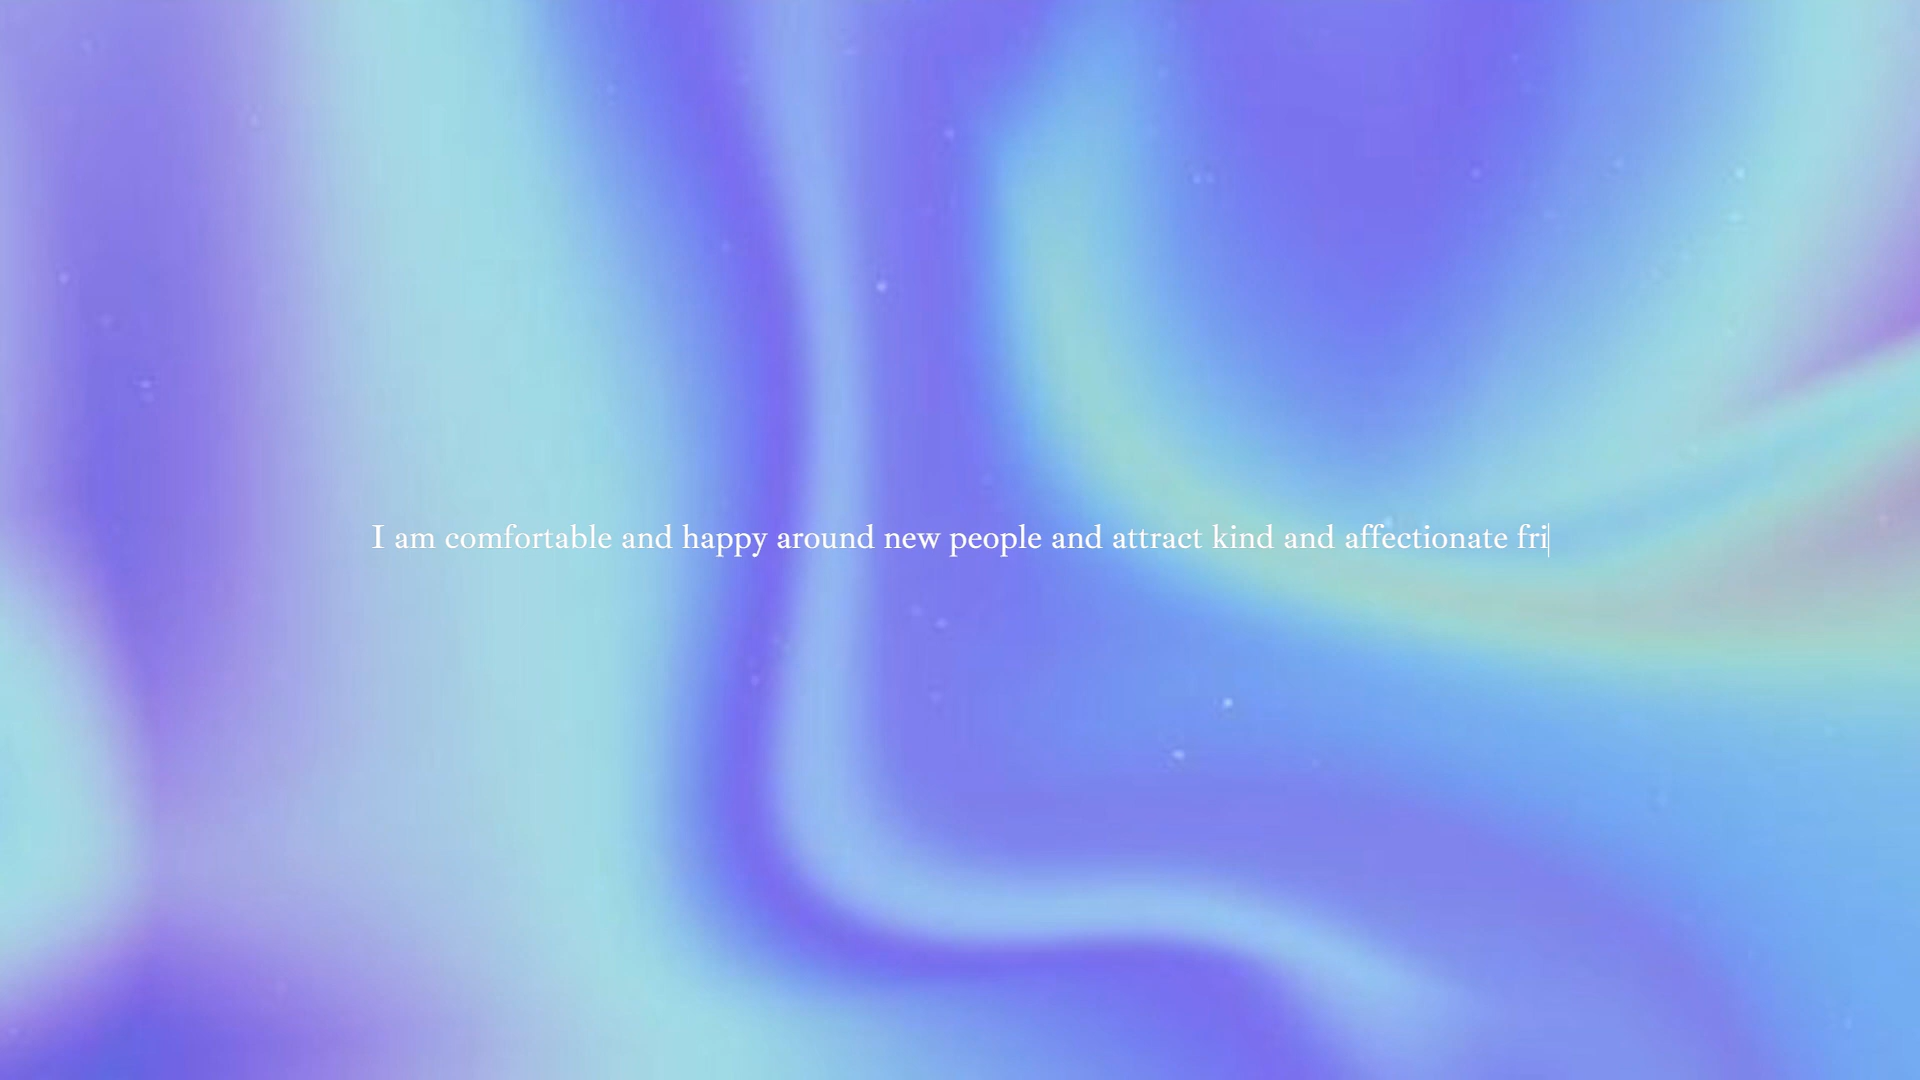 I am comfortable and happy around new people and attract kind and affectionate fri